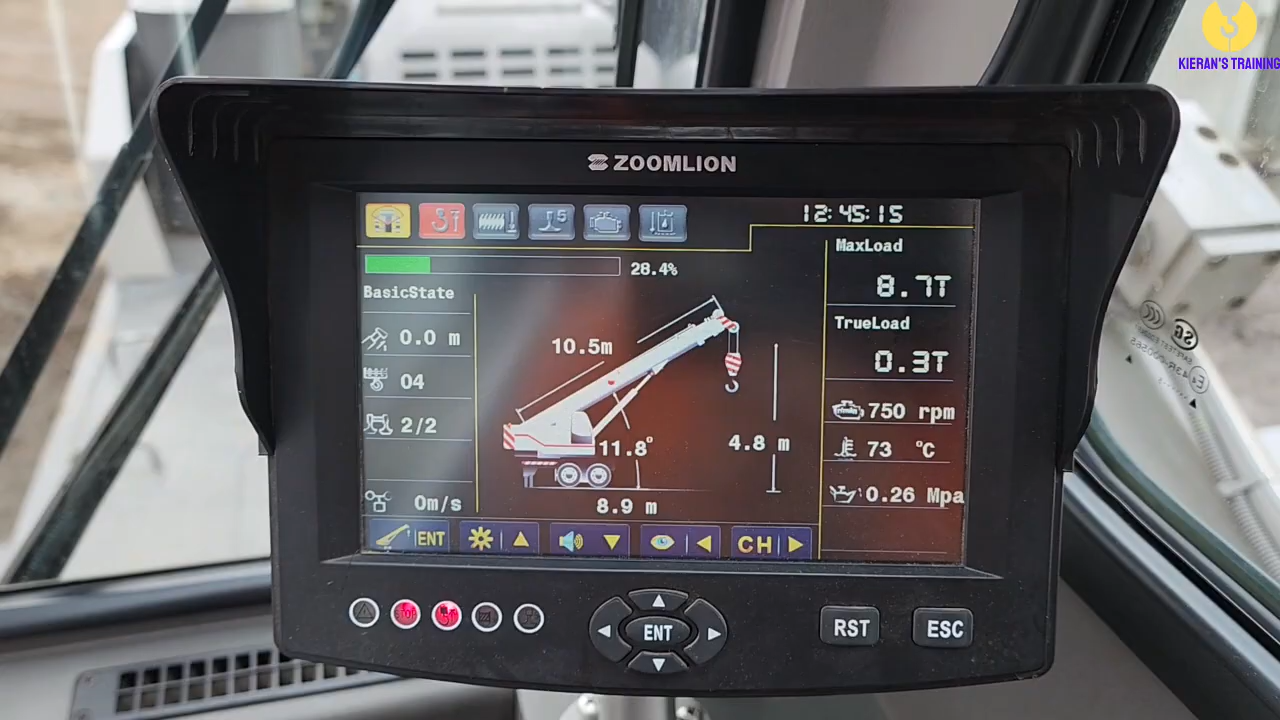 KIERAN'S TRAINING
ZOOMLION
5
12:45:15
28.4%
MaxLoad
8.7T
BasicState
TrueLoad
0.3T
0.0 m
10.5m
04
750 rpm
2/2
11.8°
4.8 m
73 °C
0m/s
8.9 m
0.26 Mpa
ENT
CH
ENT
RST
ESC